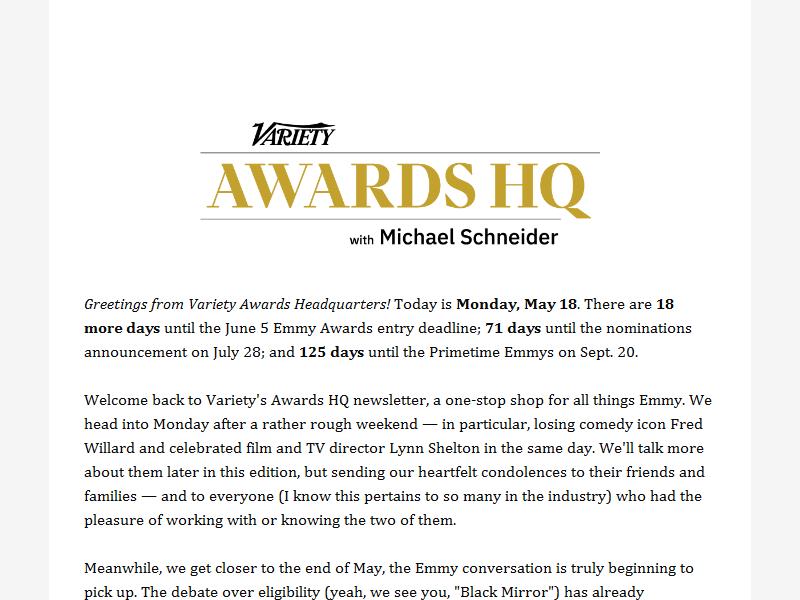 VARIETY
AWARDS HQ
with Michael Schneider
Greetings from Variety Awards Headquarters! Today is Monday, May 18. There are 18
more days until the June 5 Emmy Awards entry deadline; 71 days until the nominations
announcement on July 28; and 125 days until the Primetime Emmys on Sept. 20.
Welcome back to Variety's Awards HQ newsletter, a one-stop shop for all things Emmy. We
head into Monday after a rather rough weekend — in particular, losing comedy icon Fred
Willard and celebrated film and TV director Lynn Shelton in the same day. We'll talk more
about them later in this edition, but sending our heartfelt condolences to their friends and
families — and to everyone (I know this pertains to so many in the industry) who had the
pleasure of working with or knowing the two of them.
Meanwhile, we get closer to the end of May, the Emmy conversation is truly beginning to
pick up. The debate over eligibility (yeah, we see you, "Black Mirror") has already